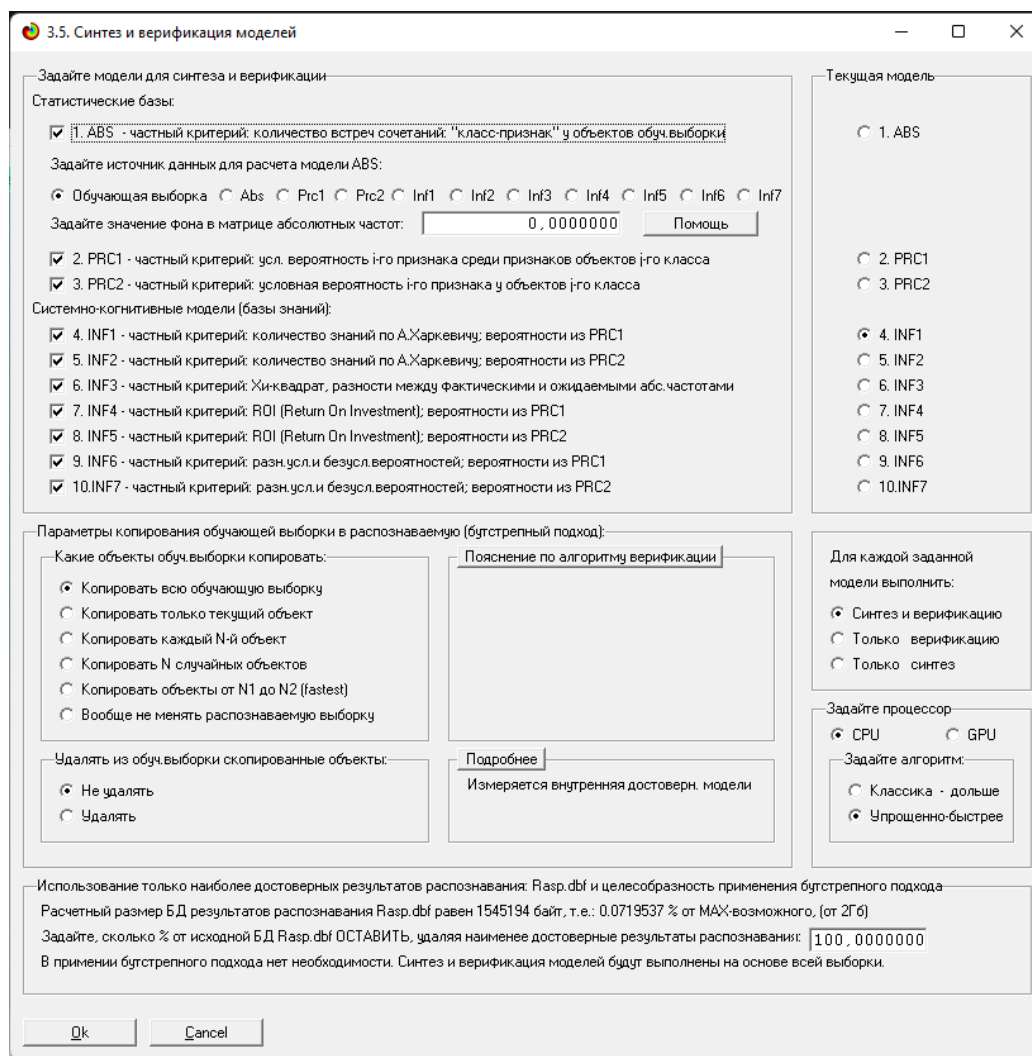 3.5. Синтез и верификация моделей
Задайте модели для синтеза и верификации
Статистические базы:
1. ABS - частный критерий: количество встреч сочетаний: "класс-признак" у объектов обуч.выборки
Задайте источник данных для расчета модели ABS:
Обучающая выборка Abs Prc1 Prc2 Inf1 Inf2 Inf3 Inf4 Inf5 Inf6 Inf7
Задайте значение фона в матрице абсолютных частот: 0,0000000 Помощь
2. PRC1 - частный критерий: усл. вероятность i-го признака среди признаков объектов j-го класса
3. PRC2 - частный критерий: условная вероятность i-го признака у объектов j-го класса
Системно-когнитивные модели (базы знаний):
4. INF1 - частный критерий: количество знаний по А.Харкевичу; вероятности из PRC1
5. INF2 - частный критерий: количество знаний по А.Харкевичу; вероятности из PRC2
6. INF3 - частный критерий: Хи-квадрат, разности между фактическими и ожидаемыми абс.частотами
7. INF4 - частный критерий: ROI (Return On Investment); вероятности из PRC1
8. INF5 - частный критерий: ROI (Return On Investment); вероятности из PRC2
9. INF6 - частный критерий: разн.усл.и безусл.вероятностей; вероятности из PRC1
10.INF7 - частный критерий: разн.усл.и безусл.вероятностей; вероятности из PRC2
Текущая модель
1. ABS
2. PRC1
3. PRC2
4. INF1
5. INF2
6. INF3
7. INF4
8. INF5
9. INF6
10.INF7
Параметры копирования обучающей выборки в распознаваемую (бутстрепный подход):
Какие объекты обуч.выборки копировать:
Копировать всю обучающую выборку
Копировать только текущий объект
Копировать каждый N-й объект
Копировать N случайных объектов
Копировать объекты от N1 до N2 (fastest)
Вообще не менять распознаваемую выборку
Пояснение по алгоритму верификации
Удалять из обуч.выборки скопированные объекты:
Не удалять
Удалять
Подробнее
Измеряется внутренняя достоверн. модели
Для каждой заданной
модели выполнить:
Синтез и верификацию
Только верификацию
Только синтез
Задайте процессор
CPU GPU
Задайте алгоритм:
Классика - дольше
Упрощенно-быстрее
Использование только наиболее достоверных результатов распознавания: Rasp.dbf и целесобразность применения бутстрепного подхода
Расчетный размер БД результатов распознавания Rasp.dbf равен 1545194 байт, т.е.: 0.0719537 % от MAX-возможного, (от 2Гб)
Задайте, сколько % от исходной БД Rasp.dbf ОСТАВИТЬ, удаляя наименее достоверные результаты распознавания: 100,0000000
В примении бутстрепного подхода нет необходимости. Синтез и верификация моделей будут выполнены на основе всей выборки.
Ok Cancel